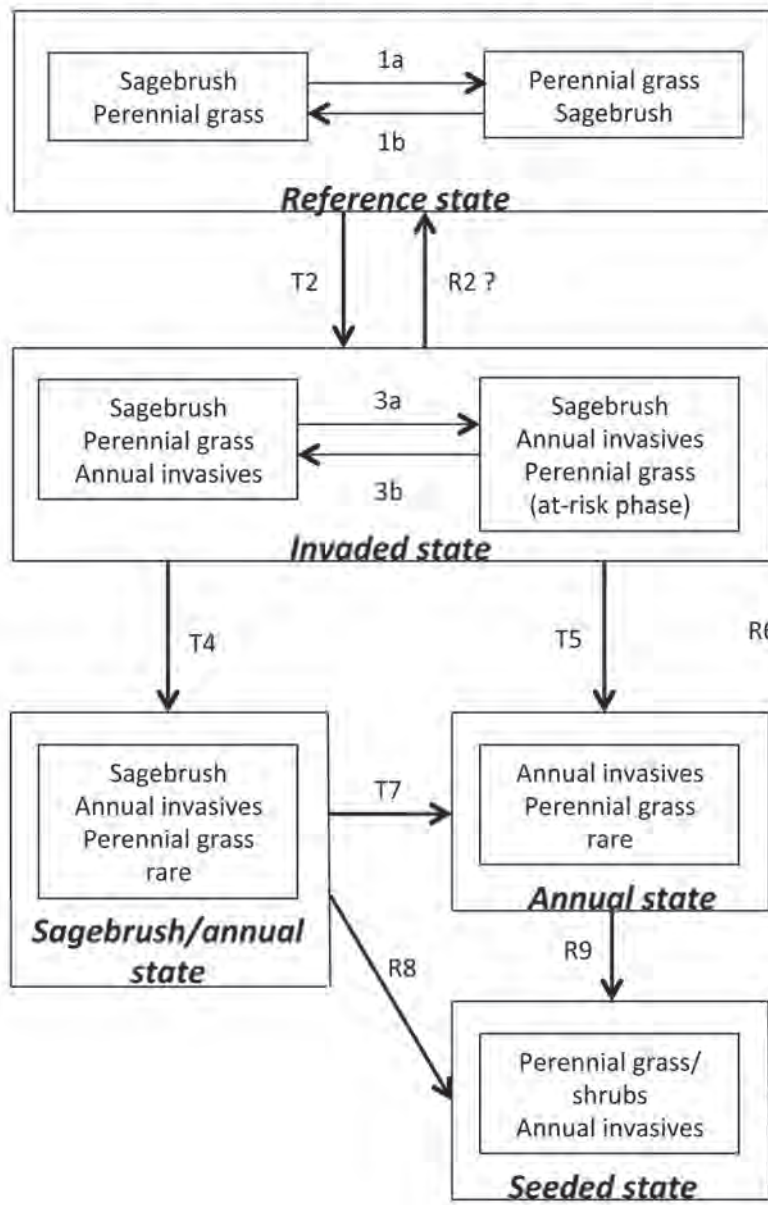 Sagebrush
Perennial grass
1a
1b
Perennial grass
Sagebrush
Reference state
T2
R2 ?
Sagebrush
Perennial grass
Annual invasives
3a
3b
Sagebrush
Annual invasives
Perennial grass
(at-risk phase)
Invaded state
T4
T5
R6
Sagebrush
Annual invasives
Perennial grass
rare
Sagebrush/annual
state
T7
Annual invasives
Perennial grass
rare
Annual state
R8
R9
Perennial grass/
shrubs
Annual invasives
Seeded state